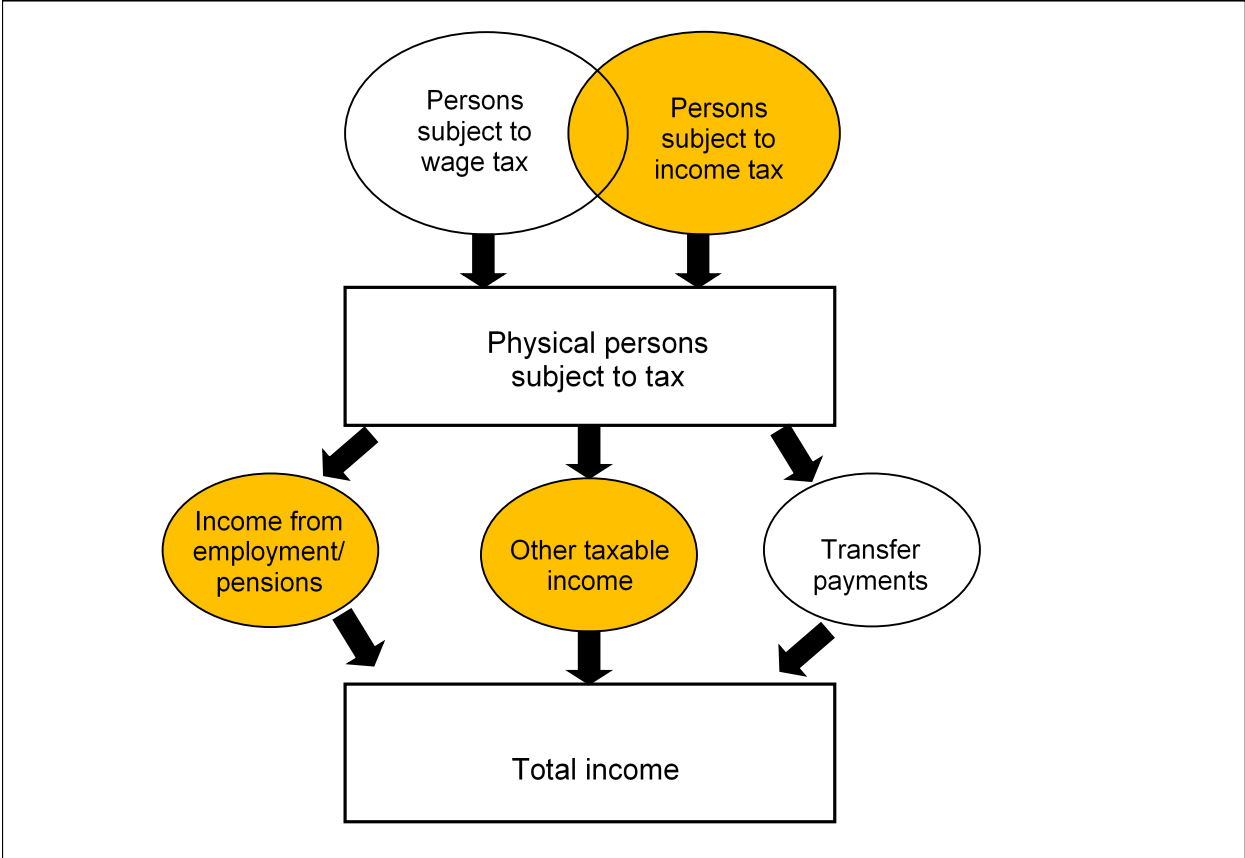 Persons
subject to
wage tax
Persons
subject to
income tax
Physical persons
subject to tax
Income from
employment/
pensions
Other taxable
income
Transfer
payments
Total income